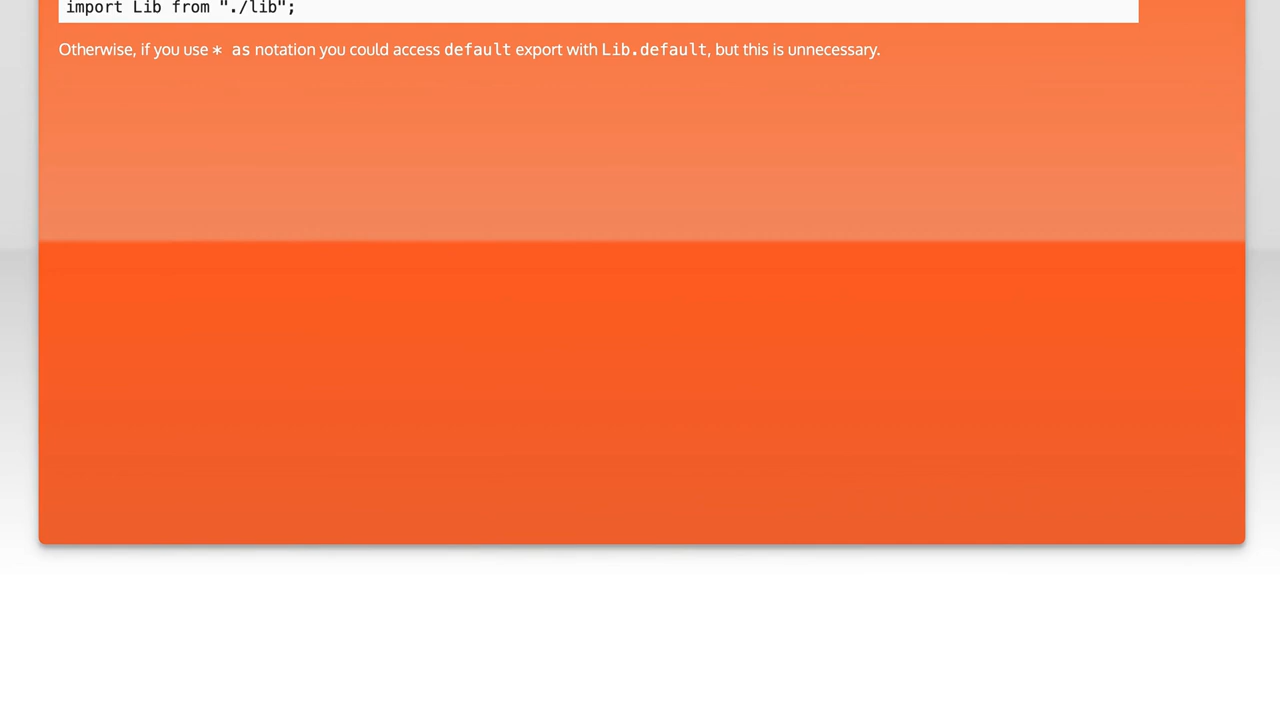 import Lib from "./lib";
Otherwise, if you use * as notation you could access default export with Lib.default, but this is unnecessary.